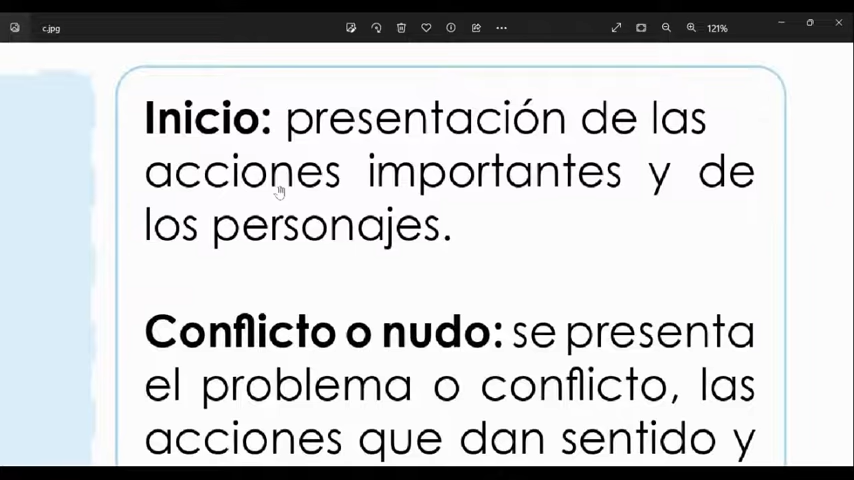 c.jpg
121%
Inicio: presentación de las
acciones importantes y de
los personajes.
Conflicto o nudo: se presenta
el problema o conflicto, las
acciones que dan sentido y